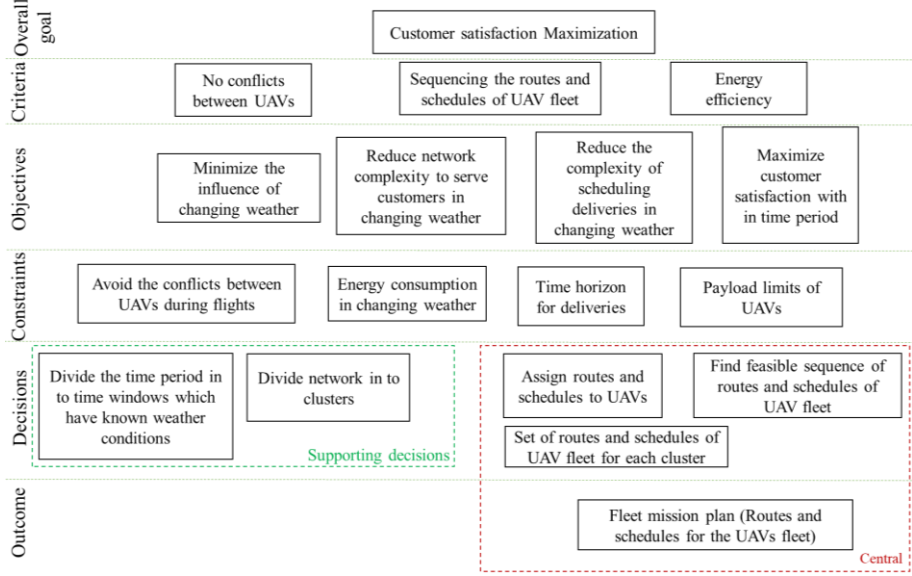 Overall
goal
Customer satisfaction Maximization
Criteria
No conflicts
between UAVs
Sequencing the routes and
schedules of UAV fleet
Energy
efficiency
Objectives
Minimize the
influence of
changing weather
Reduce network
complexity to serve
customers in
changing weather
Reduce the
complexity of
scheduling
deliveries in
changing weather
Maximize
customer
satisfaction with
in time period
Constraints
Avoid the conflicts between
UAVs during flights
Energy consumption
in changing weather
Time horizon
for deliveries
Payload limits of
UAVs
Decisions
Divide the time period in
to time windows which
have known weather
conditions
Divide network in to
clusters
Supporting decisions
Assign routes and
schedules to UAVs
Find feasible sequence of
routes and schedules of
UAV fleet
Set of routes and schedules of
UAV fleet for each cluster
Outcome
Fleet mission plan (Routes and
schedules for the UAVs fleet)
Central